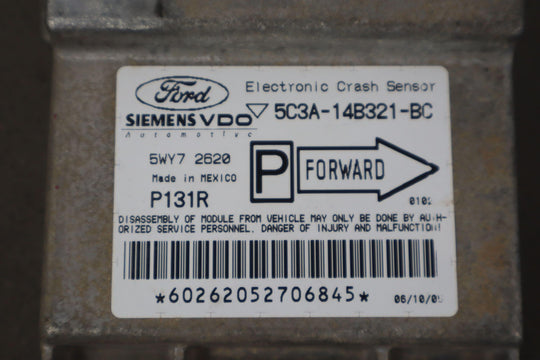 Ford Electronic Crash Sensor
SIEMENS VDO ▽ 5C3A-14B321-BC
Automotive
5WY7 2620
Made in MEXICO
P131R
P FORWARD
DISASSEMBLY OF MODULE FROM VEHICLE MAY ONLY BE DONE BY AUTH-
ORIZED SERVICE PERSONNEL. DANGER OF INJURY AND MALFUNCTION!
*60262052706845*